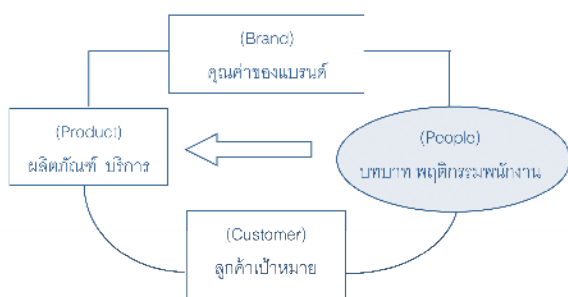 (Brand)
คุณค่าของแบรนด์
(Product)
ผลิตภัณฑ์ บริการ
(People)
บทบาท พฤติกรรมพนักงาน
(Customer)
ลูกค้าเป้าหมาย